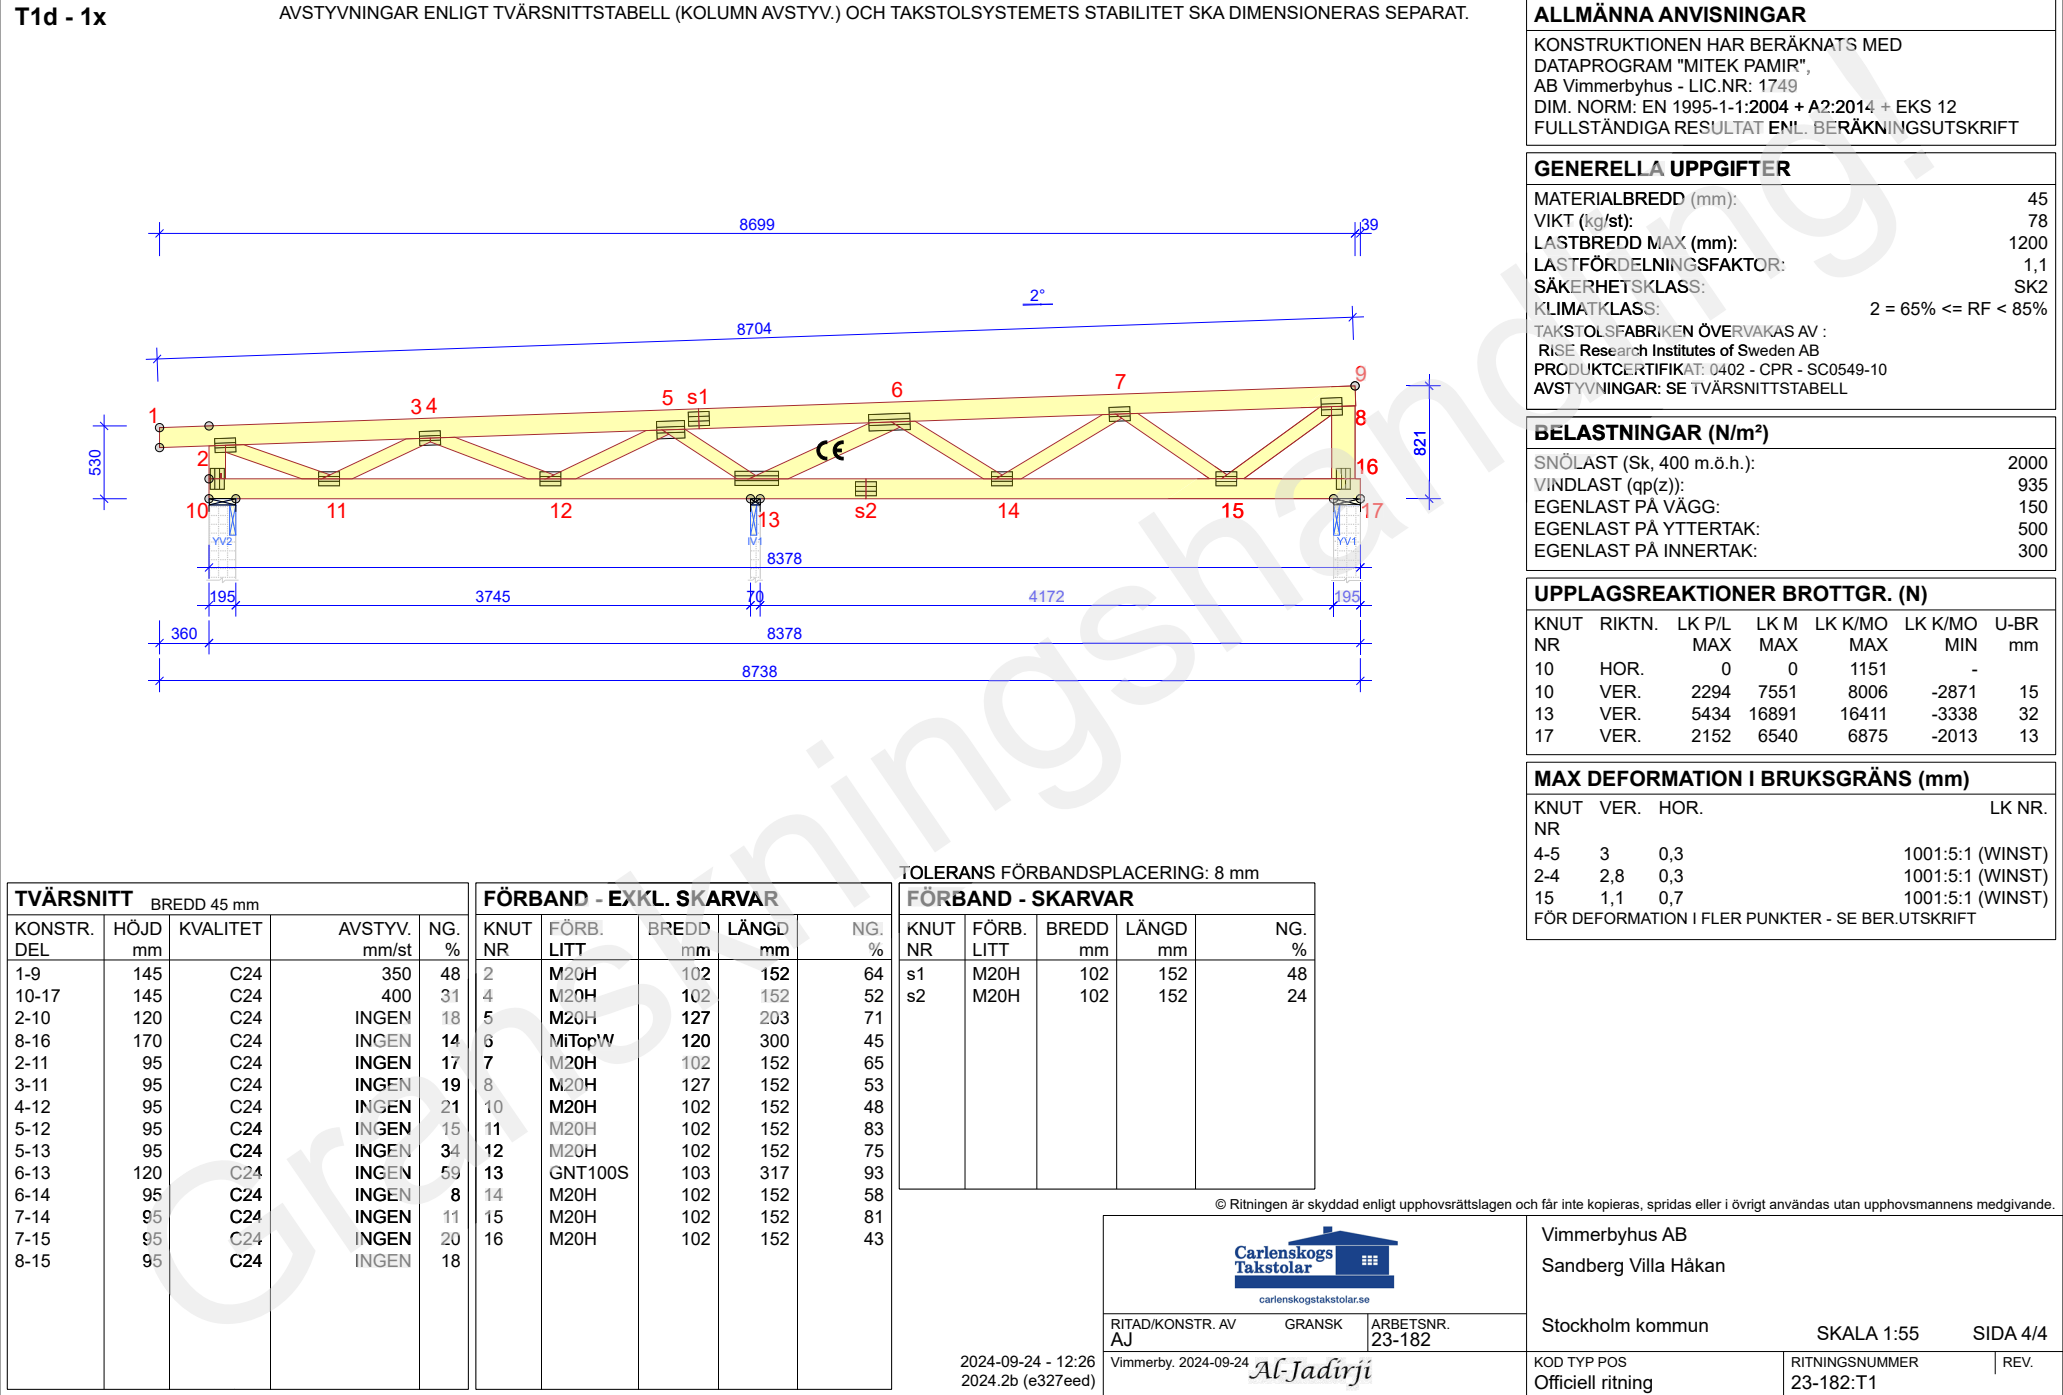 T1d - 1x
AVSTYVNINGAR ENLIGT TVÄRSNITTSTABELL (KOLUMN AVSTYV.) OCH TAKSTOLSYSTEMETS STABILITET SKA DIMENSIONERAS SEPARAT.
8699
39
2°
8704
1
3 4
5
s1
6
7
9
8
2
16
530
821
10
11
12
13
s2
14
15
17
YV2
IV1
YV1
8378
195
3745
70
4172
195
360
8378
8738
ALLMÄNNA ANVISNINGAR
KONSTRUKTIONEN HAR BERÄKNATS MED
DATAPROGRAM "MITEK PAMIR",
AB Vimmerbyhus - LIC.NR: 1749
DIM. NORM: EN 1995-1-1:2004 + A2:2014 + EKS 12
FULLSTÄNDIGA RESULTAT ENL. BERÄKNINGSUTSKRIFT
GENERELLA UPPGIFTER
MATERIALBREDD (mm): 45
VIKT (kg/st): 78
LASTBREDD MAX (mm): 1200
LASTFÖRDELNINGSFAKTOR: 1,1
SÄKERHETSKLASS: SK2
KLIMATKLASS: 2 = 65% <= RF < 85%
TAKSTOLSFABRIKEN ÖVERVAKAS AV :
RISE Research Institutes of Sweden AB
PRODUKTCERTIFIKAT: 0402 - CPR - SC0549-10
AVSTYVNINGAR: SE TVÄRSNITTSTABELL
BELASTNINGAR (N/m²)
SNÖLAST (Sk, 400 m.ö.h.): 2000
VINDLAST (qp(z)): 935
EGENLAST PÅ VÄGG: 150
EGENLAST PÅ YTTERTAK: 500
EGENLAST PÅ INNERTAK: 300
UPPLAGSREAKTIONER BROTTGR. (N)
KNUT RIKTN. LK P/L LK M LK K/MO LK K/MO U-BR
NR MAX MAX MAX MIN mm
10 HOR. 0 0 1151 -
10 VER. 2294 7551 8006 -2871 15
13 VER. 5434 16891 16411 -3338 32
17 VER. 2152 6540 6875 -2013 13
MAX DEFORMATION I BRUKSGRÄNS (mm)
KNUT VER. HOR. LK NR.
NR
4-5 3 0,3 1001:5:1 (WINST)
2-4 2,8 0,3 1001:5:1 (WINST)
15 1,1 0,7 1001:5:1 (WINST)
FÖR DEFORMATION I FLER PUNKTER - SE BER.UTSKRIFT
TVÄRSNITT BREDD 45 mm
KONSTR. HÖJD KVALITET AVSTYV. NG.
DEL mm mm/st %
1-9 145 C24 350 48
10-17 145 C24 400 31
2-10 120 C24 INGEN 18
8-16 170 C24 INGEN 14
2-11 95 C24 INGEN 17
3-11 95 C24 INGEN 19
4-12 95 C24 INGEN 21
5-12 95 C24 INGEN 15
5-13 95 C24 INGEN 34
6-13 120 C24 INGEN 59
6-14 95 C24 INGEN 8
7-14 95 C24 INGEN 11
7-15 95 C24 INGEN 20
8-15 95 C24 INGEN 18
FÖRBAND - EXKL. SKARVAR
KNUT FÖRB. BREDD LÄNGD NG.
NR LITT mm mm %
2 M20H 102 152 64
4 M20H 102 152 52
5 M20H 127 203 71
6 MiTopW 120 300 45
7 M20H 102 152 65
8 M20H 127 152 53
10 M20H 102 152 48
11 M20H 102 152 83
12 M20H 102 152 75
13 GNT100S 103 317 93
14 M20H 102 152 58
15 M20H 102 152 81
16 M20H 102 152 43
TOLERANS FÖRBANDSPLACERING: 8 mm
FÖRBAND - SKARVAR
KNUT FÖRB. BREDD LÄNGD NG.
NR LITT mm mm %
s1 M20H 102 152 48
s2 M20H 102 152 24
© Ritningen är skyddad enligt upphovsrättslagen och får inte kopieras, spridas eller i övrigt användas utan upphovsmannens medgivande.
Carlenskogs
Takstolar
carlenskogstakstolar.se
Vimmerbyhus AB
Sandberg Villa Håkan
Stockholm kommun SKALA 1:55 SIDA 4/4
RITAD/KONSTR. AV GRANSK ARBETSNR.
AJ 23-182
2024-09-24 - 12:26
2024.2b (e327eed)
Vimmerby. 2024-09-24 Al-Jadirji
KOD TYP POS RITNINGSNUMMER REV.
Officiell ritning 23-182:T1
Grenskningshandling!